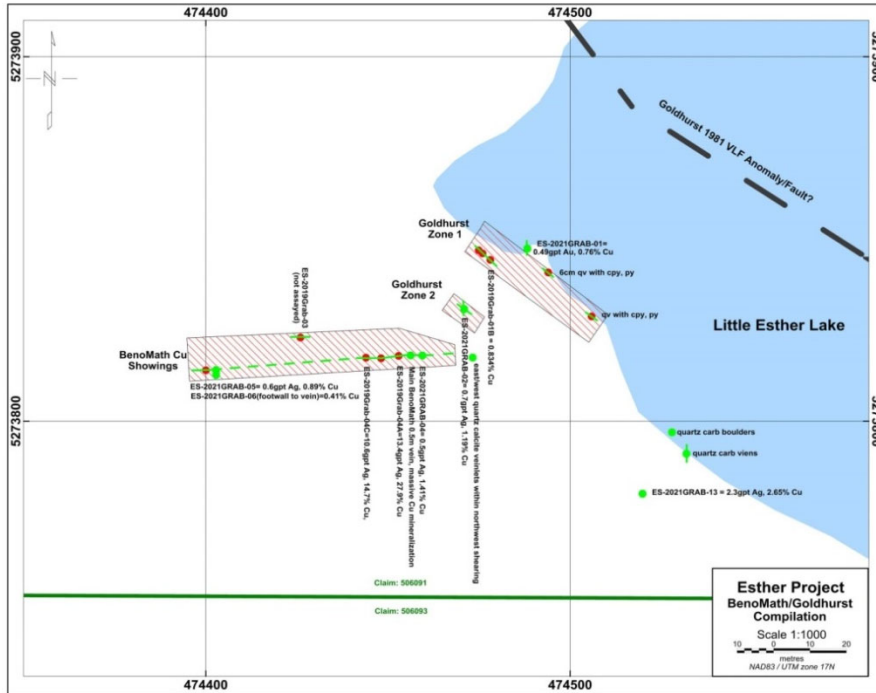 474400
474500
5273900
5273900
N
Goldhurst 1981 VLF Anomaly/Fault?
Goldhurst
Zone 1
ES-2021GRAB-01=
0.49gpt Au, 0.76% Cu
6cm qv with cpy, py
qv with cpy, py
Goldhurst
Zone 2
ES-2019Grab-03
(not assayed)
ES-2019Grab-01B = 0.834% Cu
Little Esther Lake
BenoMath Cu
Showings
ES-2021GRAB-05= 0.6gpt Ag, 0.89% Cu
ES-2021GRAB-06(footwall to vein)=0.41% Cu
ES-2019Grab-04C=10.6gpt Ag, 14.7% Cu,
ES-2019Grab-04A=13.4gpt Ag, 27.9% Cu
Main BenoMath 0.5m vein, massive Cu mineralization
ES-2021GRAB-04= 0.5gpt Ag, 1.41% Cu
ES-2021GRAB-02= 0.7gpt Ag, 1.19% Cu
east/west quartz calcite veinlets within northwest shearing
5273800
5273800
quartz carb boulders
quartz carb viens
ES-2021GRAB-13 = 2.3gpt Ag, 2.65% Cu
Claim: 506091
Claim: 506093
Esther Project
BenoMath/Goldhurst
Compilation
Scale 1:1000
10 0 10 20
metres
NAD83 / UTM zone 17N
474400
474500